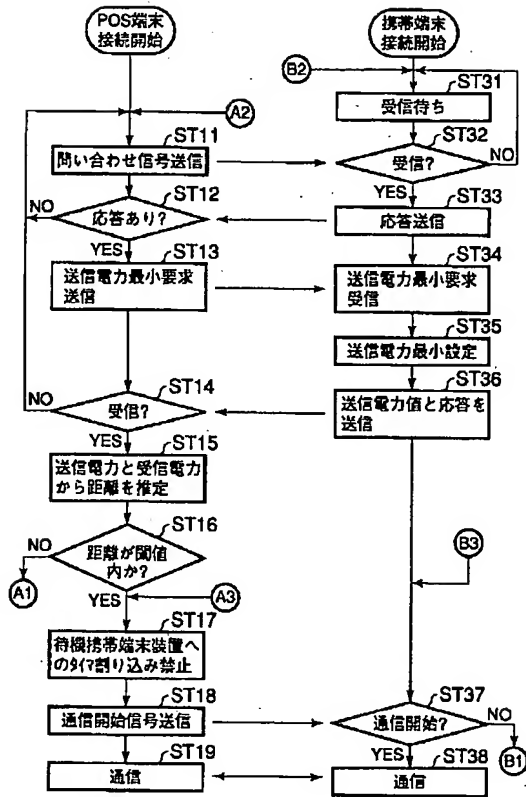 POS端末
接続開始
A2
ST11
問い合わせ信号送信
ST12
NO
応答あり?
YES
ST13
送信電力最小要求
送信
ST14
NO
受信?
YES
ST15
送信電力と受信電力
から距離を推定
ST16
NO
距離が閾値
内か?
A1
YES
A3
ST17
待機携帯端末装置へ
のタイマ割り込み禁止
ST18
通信開始信号送信
ST19
通信
携帯端末
接続開始
B2
ST31
受信待ち
ST32
受信?
NO
YES
ST33
応答送信
ST34
送信電力最小要求
受信
ST35
送信電力最小設定
ST36
送信電力値と応答を
送信
B3
ST37
通信開始?
NO
YES
B1
ST38
通信